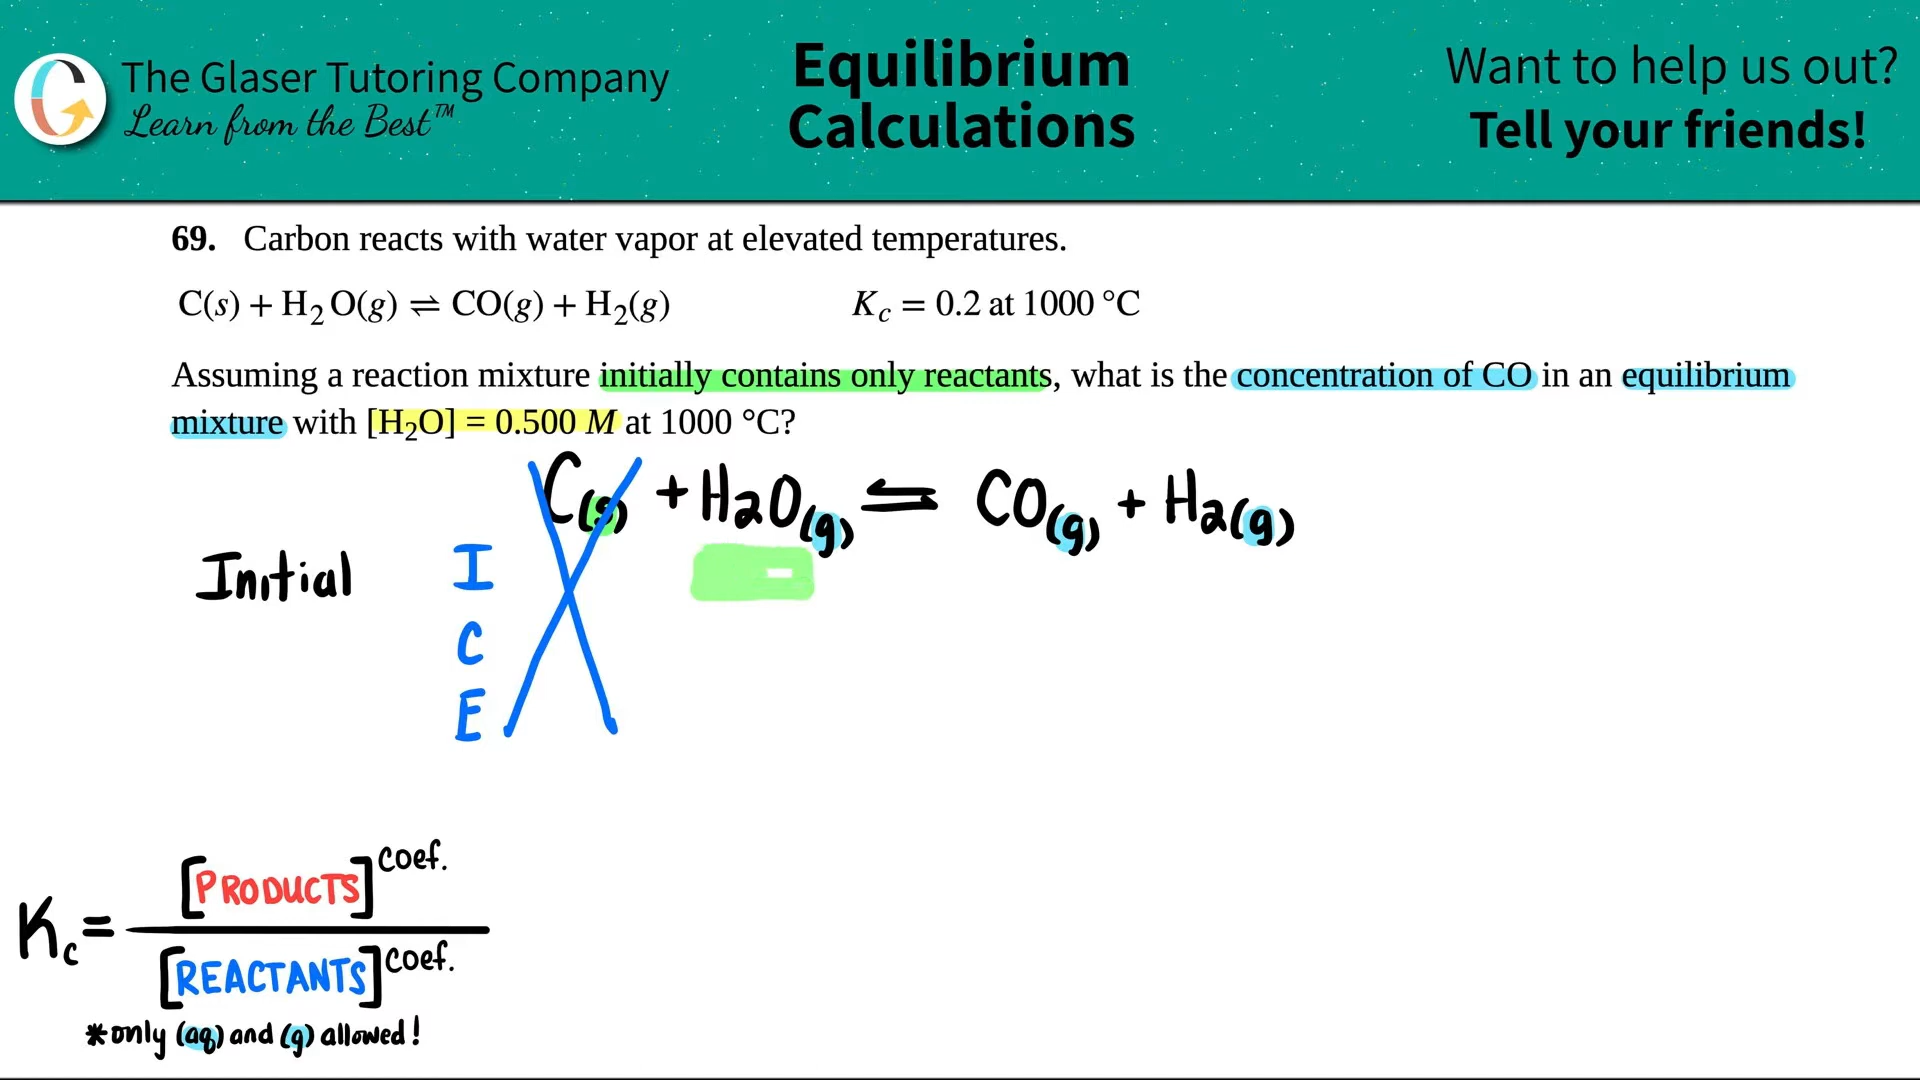 The Glaser Tutoring Company
Learn from the Best™
Equilibrium
Calculations
Want to help us out?
Tell your friends!
69. Carbon reacts with water vapor at elevated temperatures.
C(s) + H₂O(g) ⇌ CO(g) + H₂(g) K_c = 0.2 at 1000 °C
Assuming a reaction mixture initially contains only reactants, what is the concentration of CO in an equilibrium
mixture with [H₂O] = 0.500 M at 1000 °C?
C(s) + H₂O(g) ⇌ CO(g) + H₂(g)
Initial I
C
E
K_c = [PRODUCTS]^coef. / [REACTANTS]^coef.
*only (aq) and (g) allowed!